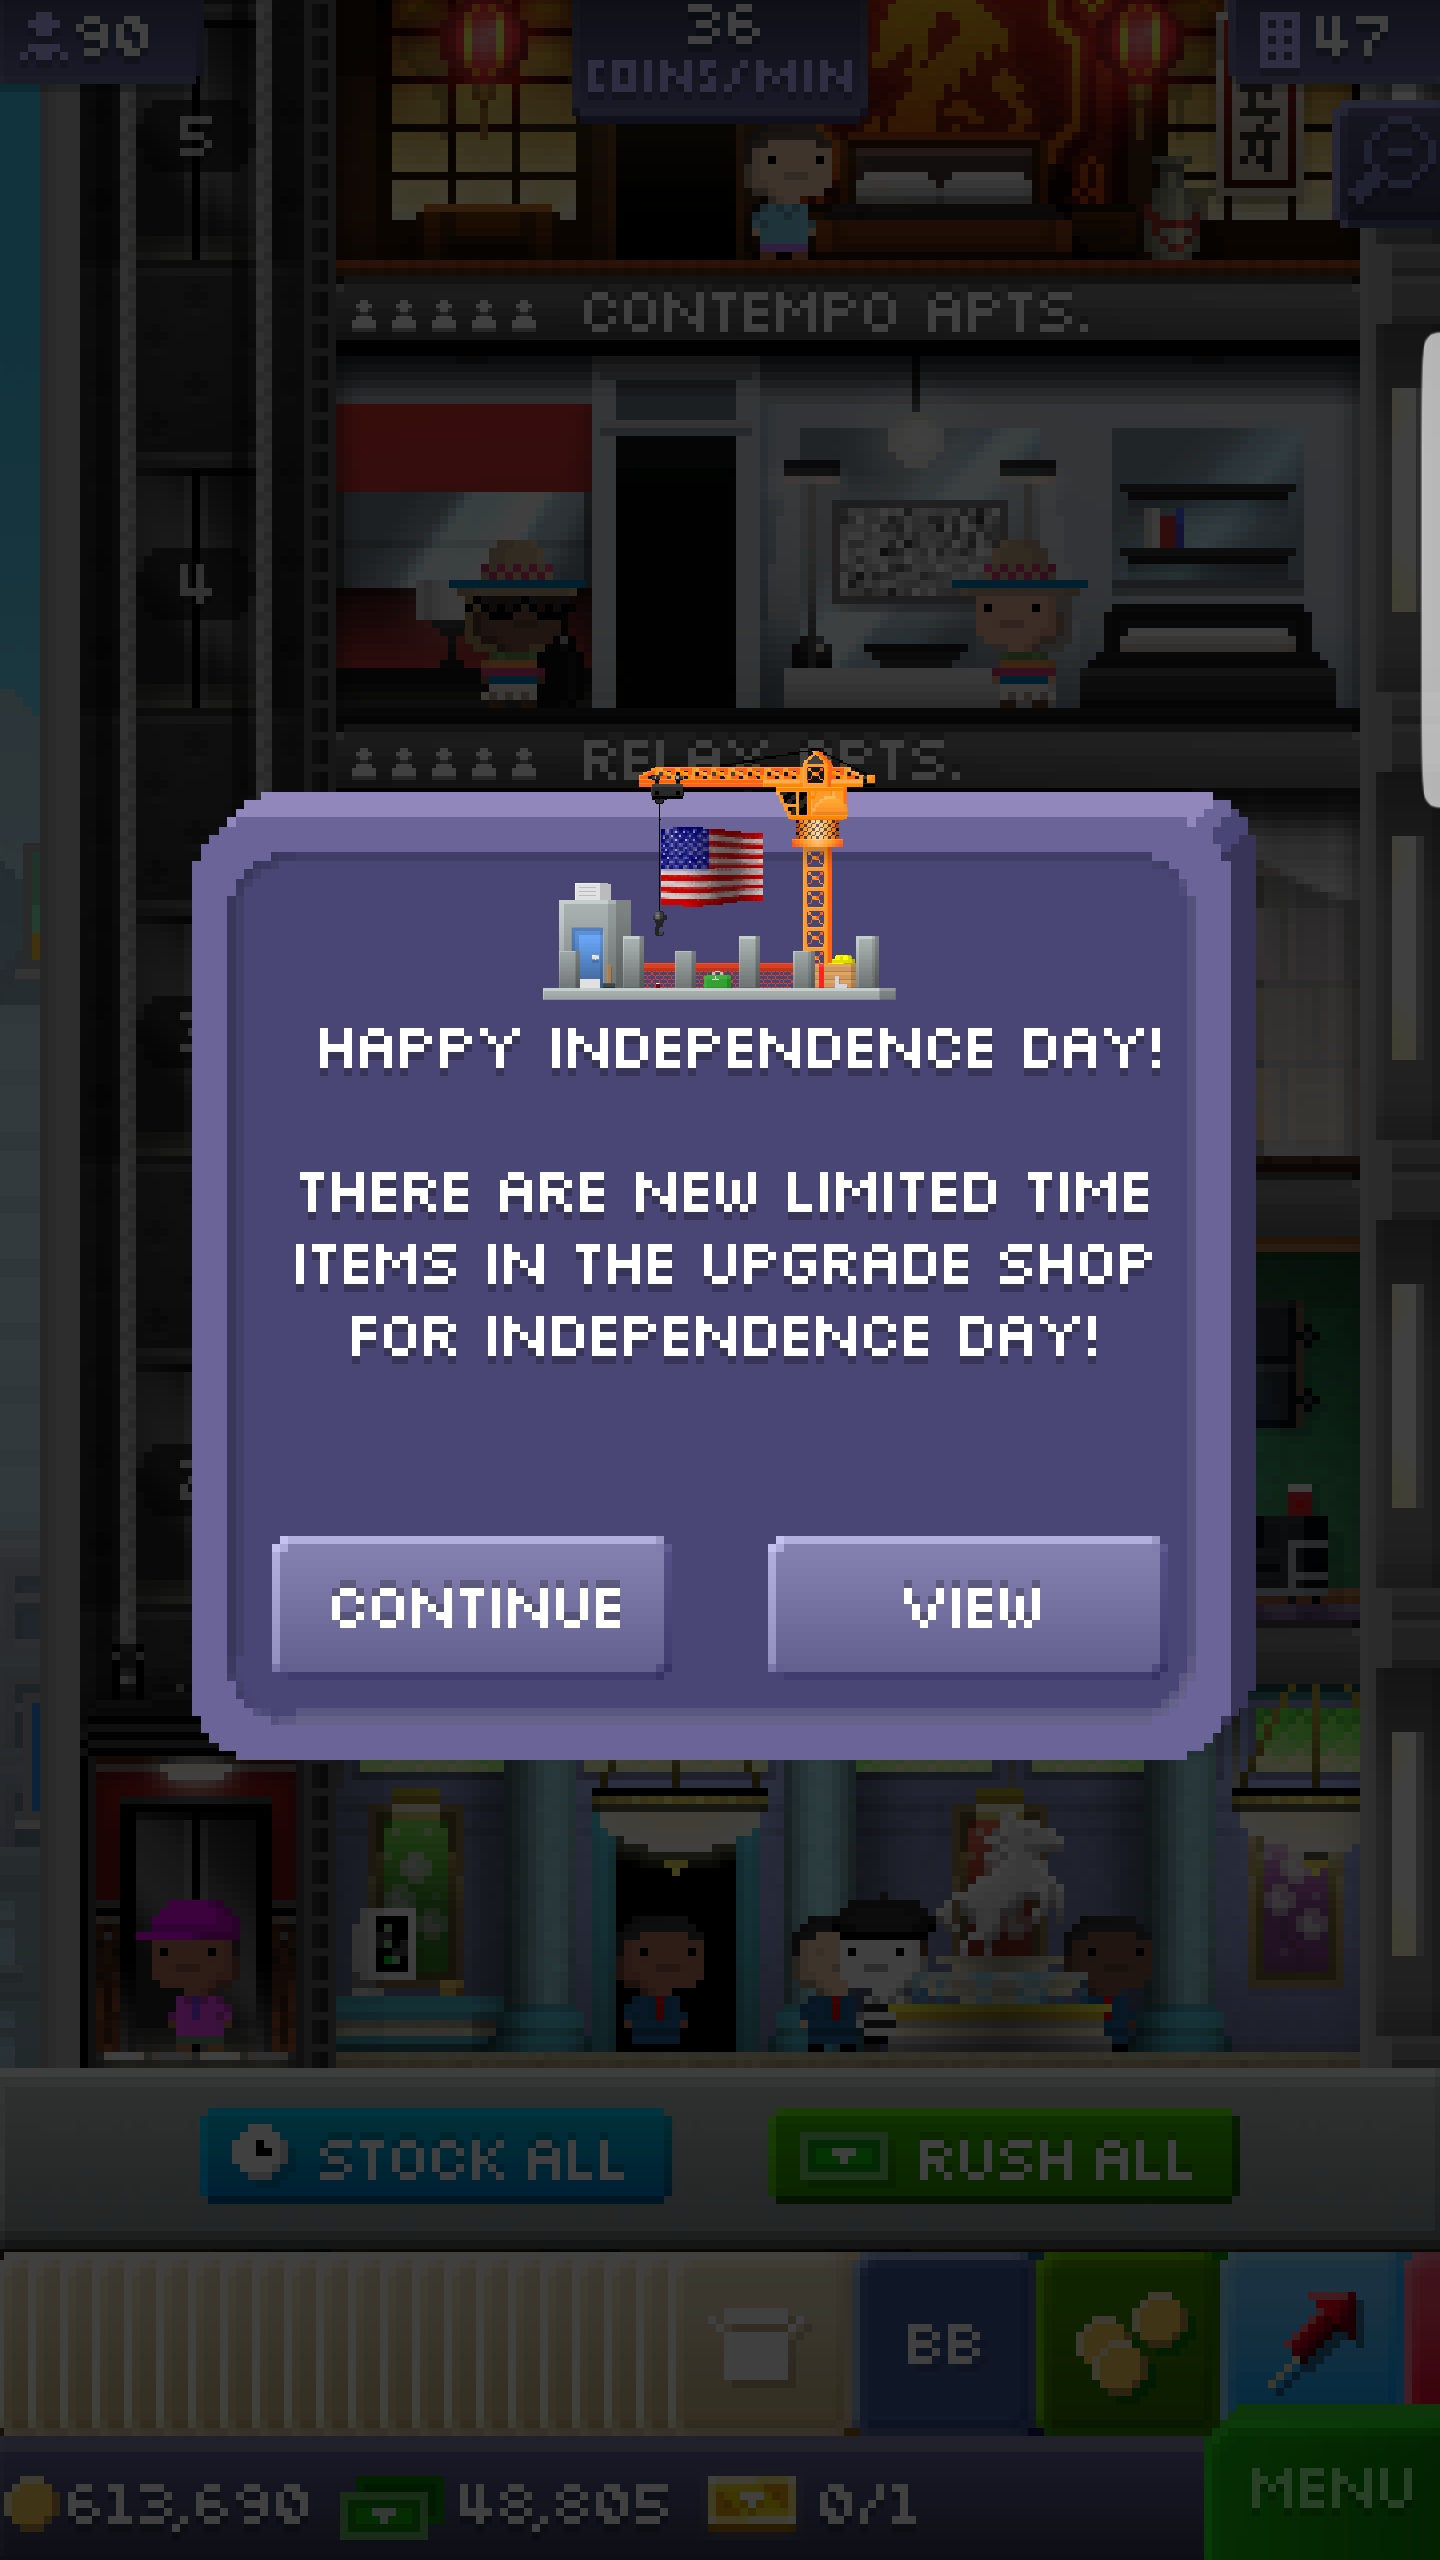 90
36
COINS/MIN
47
5
CONTEMPO APTS.
4
RELAX APTS.
HAPPY INDEPENDENCE DAY!
THERE ARE NEW LIMITED TIME
ITEMS IN THE UPGRADE SHOP
FOR INDEPENDENCE DAY!
CONTINUE
VIEW
STOCK ALL
RUSH ALL
BB
613,690
48,805
0/1
MENU